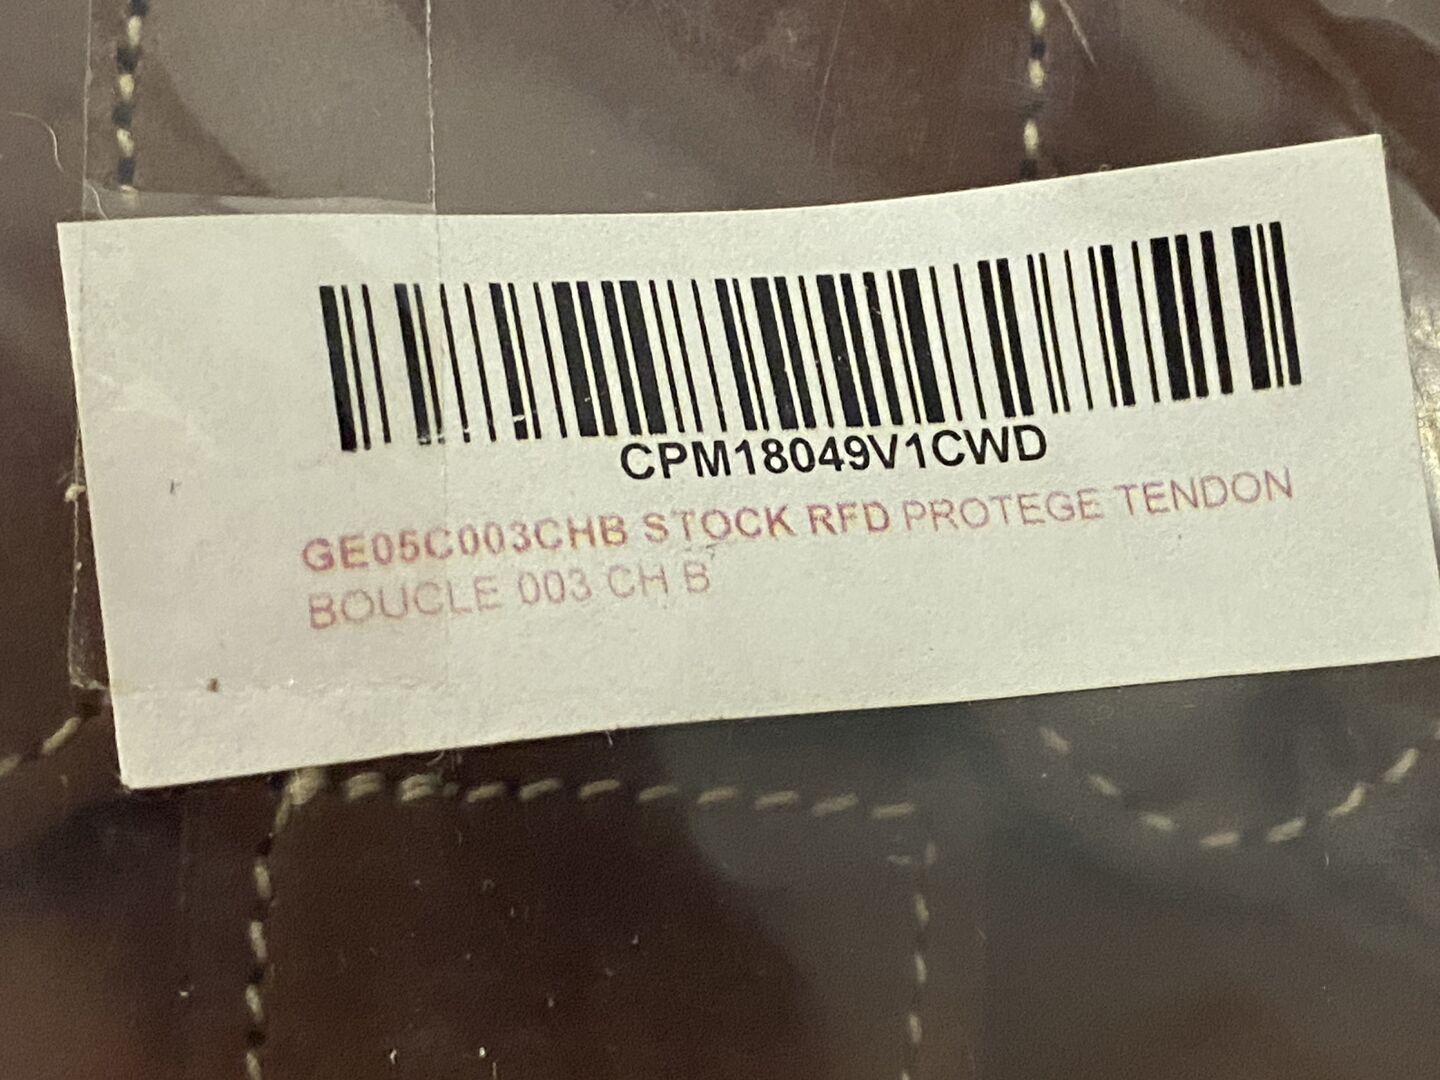 CPM18049V1CWD
GE05C003CHB STOCK RFD PROTEGE TENDON
BOUCLE 003 CH B